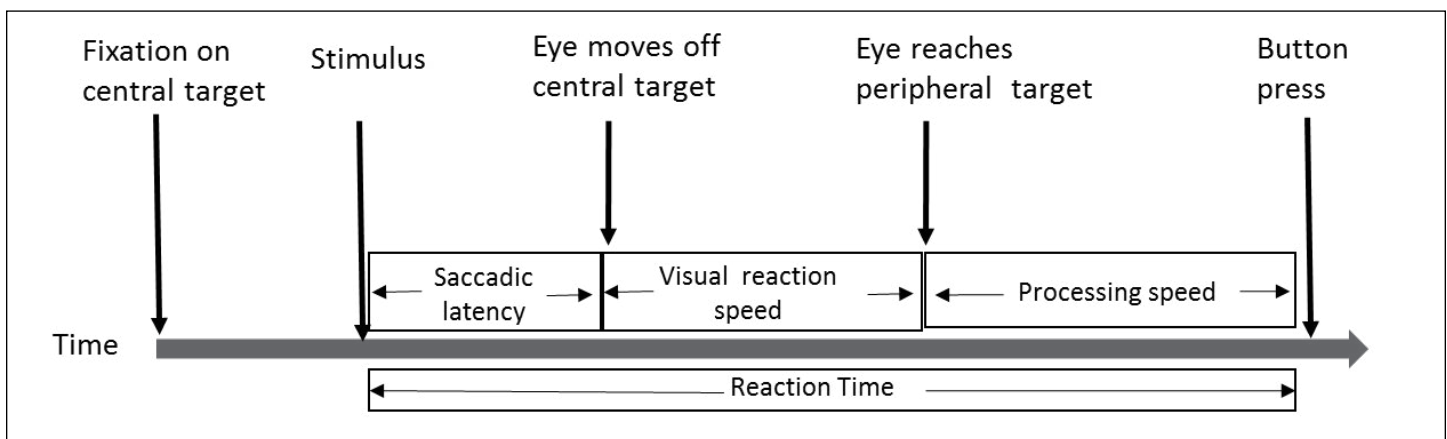 Fixation on
central target
Stimulus
Eye moves off
central target
Eye reaches
peripheral target
Button
press
Saccadic
latency
Visual reaction
speed
Processing speed
Time
Reaction Time